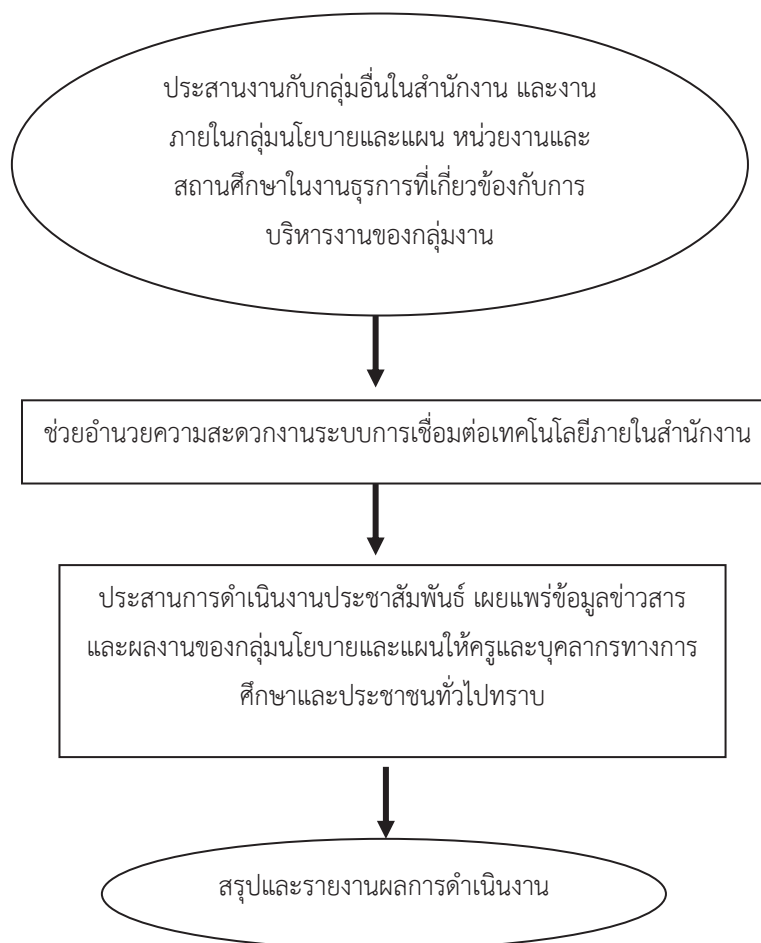 ประสานงานกับกลุ่มอื่นในสำนักงาน และงาน
ภายในกลุ่มนโยบายและแผน หน่วยงานและ
สถานศึกษาในงานธุรการที่เกี่ยวข้องกับการ
บริหารงานของกลุ่มงาน
ช่วยอำนวยความสะดวกงานระบบการเชื่อมต่อเทคโนโลยีภายในสำนักงาน
ประสานการดำเนินงานประชาสัมพันธ์ เผยแพร่ข้อมูลข่าวสาร
และผลงานของกลุ่มนโยบายและแผนให้ครูและบุคลากรทางการ
ศึกษาและประชาชนทั่วไปทราบ
สรุปและรายงานผลการดำเนินงาน